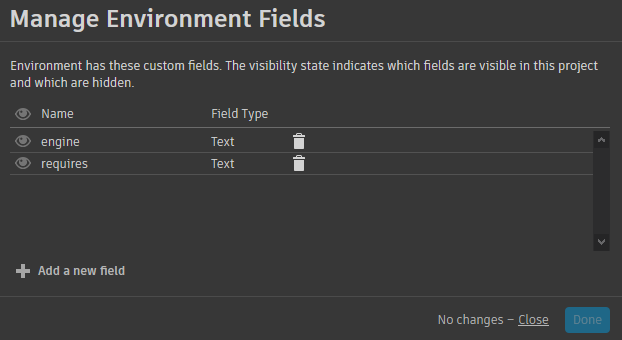 Manage Environment Fields
Environment has these custom fields. The visibility state indicates which fields are visible in this project
and which are hidden.
Name Field Type
engine Text
requires Text
Add a new field
No changes – Close Done